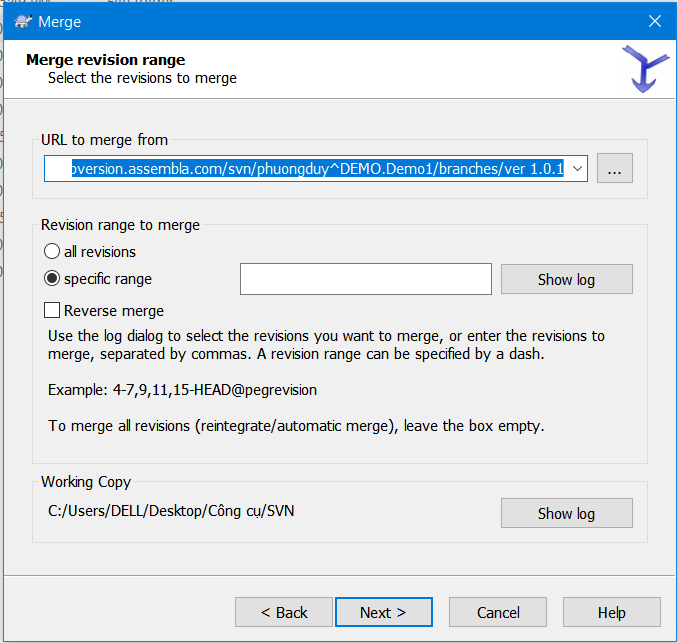 Merge
Merge revision range
Select the revisions to merge
URL to merge from
version.assembla.com/svn/phuongduy^DEMO.Demo1/branches/ver 1.0.1
...
Revision range to merge
all revisions
specific range
Show log
Reverse merge
Use the log dialog to select the revisions you want to merge, or enter the revisions to
merge, separated by commas. A revision range can be specified by a dash.
Example: 4-7,9,11,15-HEAD@pegrevision
To merge all revisions (reintegrate/automatic merge), leave the box empty.
Working Copy
C:/Users/DELL/Desktop/Công cụ/SVN
Show log
< Back
Next >
Cancel
Help